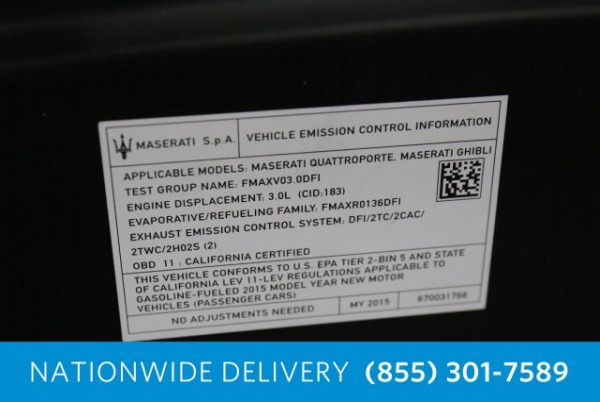 MASERATI S.p.A. VEHICLE EMISSION CONTROL INFORMATION
APPLICABLE MODELS: MASERATI QUATTROPORTE, MASERATI GHIBLI
TEST GROUP NAME: FMAXV03.0DFI
ENGINE DISPLACEMENT: 3.0L (CID:183)
EVAPORATIVE/REFUELING FAMILY: FMAXR0136DFI
EXHAUST EMISSION CONTROL SYSTEM: DFI/2TC/2CAC/
2TWC/2HO2S (2)
OBD 11 : CALIFORNIA CERTIFIED
THIS VEHICLE CONFORMS TO U.S. EPA TIER 2-BIN 5 AND STATE
OF CALIFORNIA LEV 11-LEV REGULATIONS APPLICABLE TO
GASOLINE-FUELED 2015 MODEL YEAR NEW MOTOR
VEHICLES (PASSENGER CARS)
NO ADJUSTMENTS NEEDED MY 2015 670031766
NATIONWIDE DELIVERY (855) 301-7589